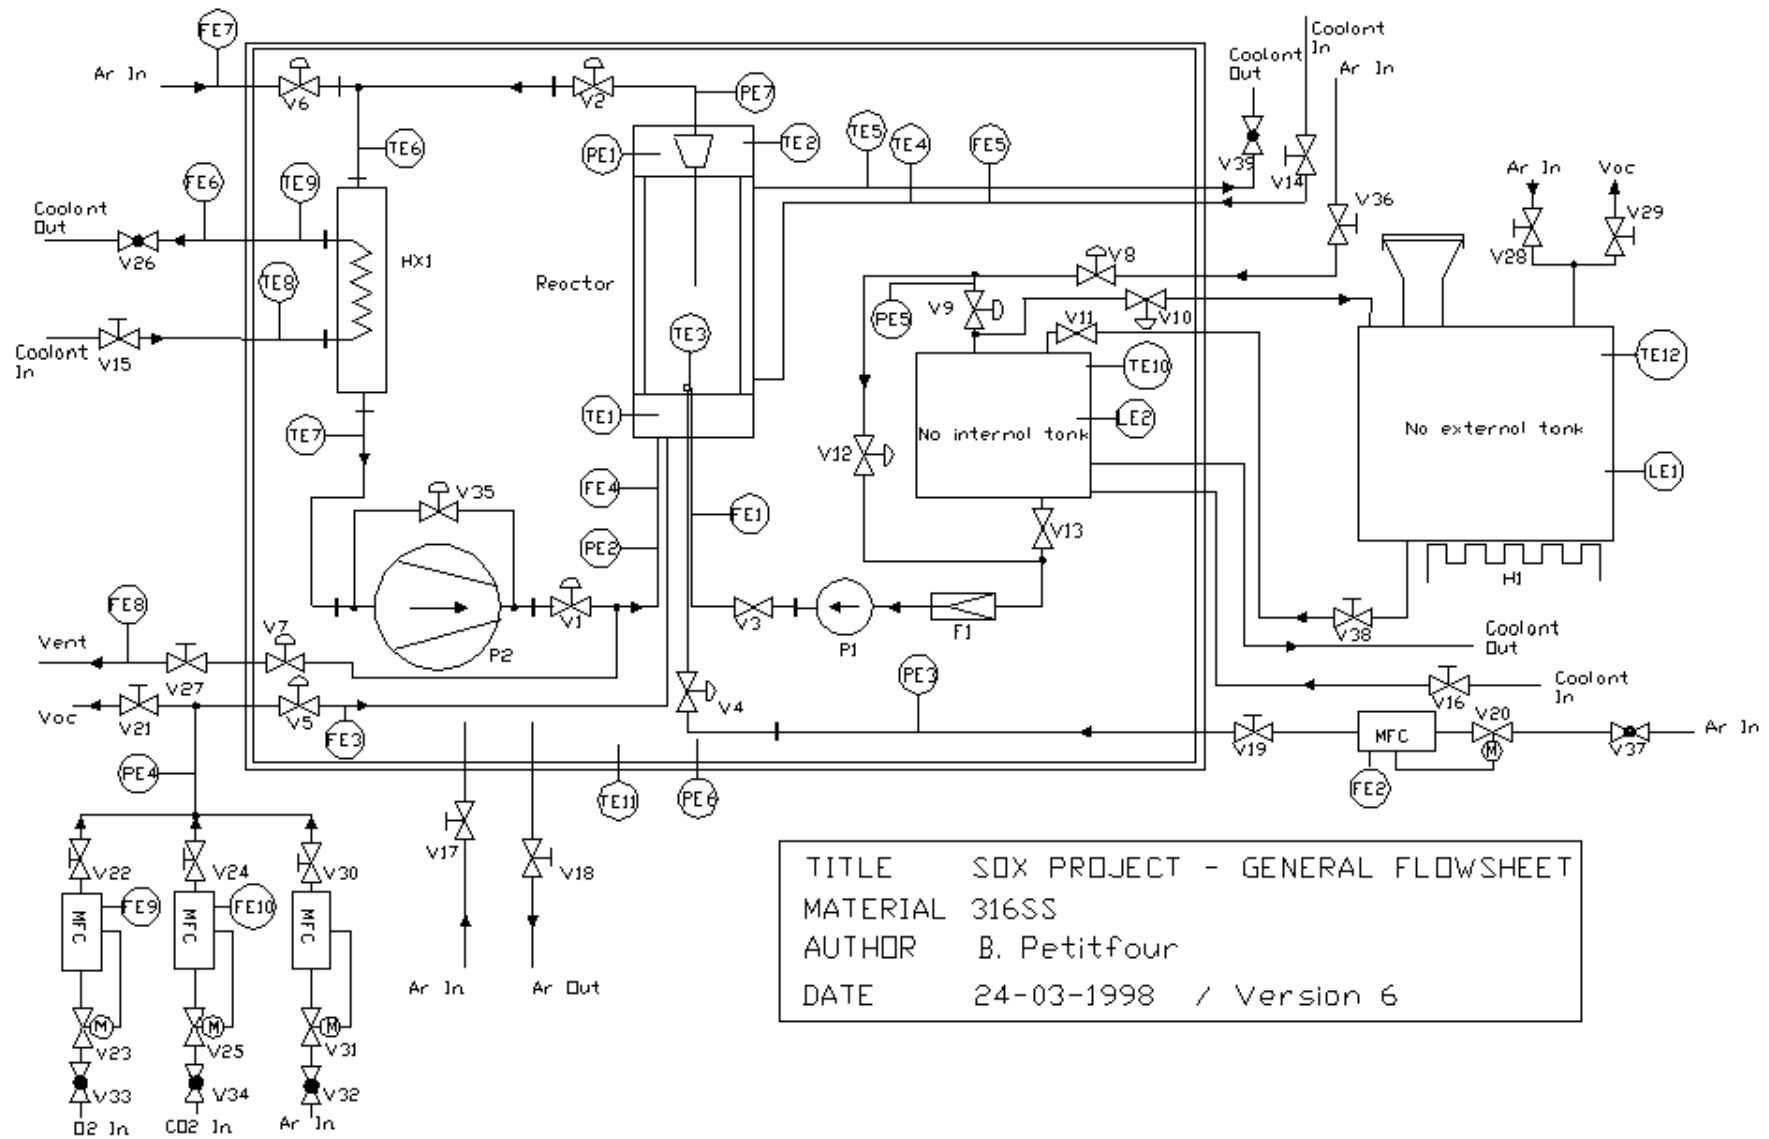 FE7
Coolant
In
Coolant
Out
Ar In
Ar In
V6
V2
PE7
TE6
PE1
TE2
TE5
TE4
FE5
V39
V14
Ar In
Voc
FE6
TE9
V36
V29
V28
Coolant
Out
V26
HX1
Reactor
V8
TE8
PE5
V9
V11
V10
TE3
Coolant
In
V15
TE10
TE12
TE1
LE2
TE7
Na internal tank
Na external tank
V12
LE1
V35
FE4
FE1
V13
PE2
H1
FE8
V7
V1
V3
P1
F1
V38
Vent
P2
Coolant
Out
V27
PE3
Coolant
In
V16
Voc
V21
V5
FE3
V4
V20
V19
MFC
M
V37
Ar In
PE4
TE11
PE6
FE2
V17
V18
V22
V24
V30
FE9
FE10
MFC
MFC
MFC
Ar In
Ar Out
M
M
M
V23
V25
V31
V33
V34
V32
O2 In
CO2 In
Ar In
TITLE SOX PROJECT - GENERAL FLOWSHEET
MATERIAL 316SS
AUTHOR B. Petitfour
DATE 24-03-1998 / Version 6